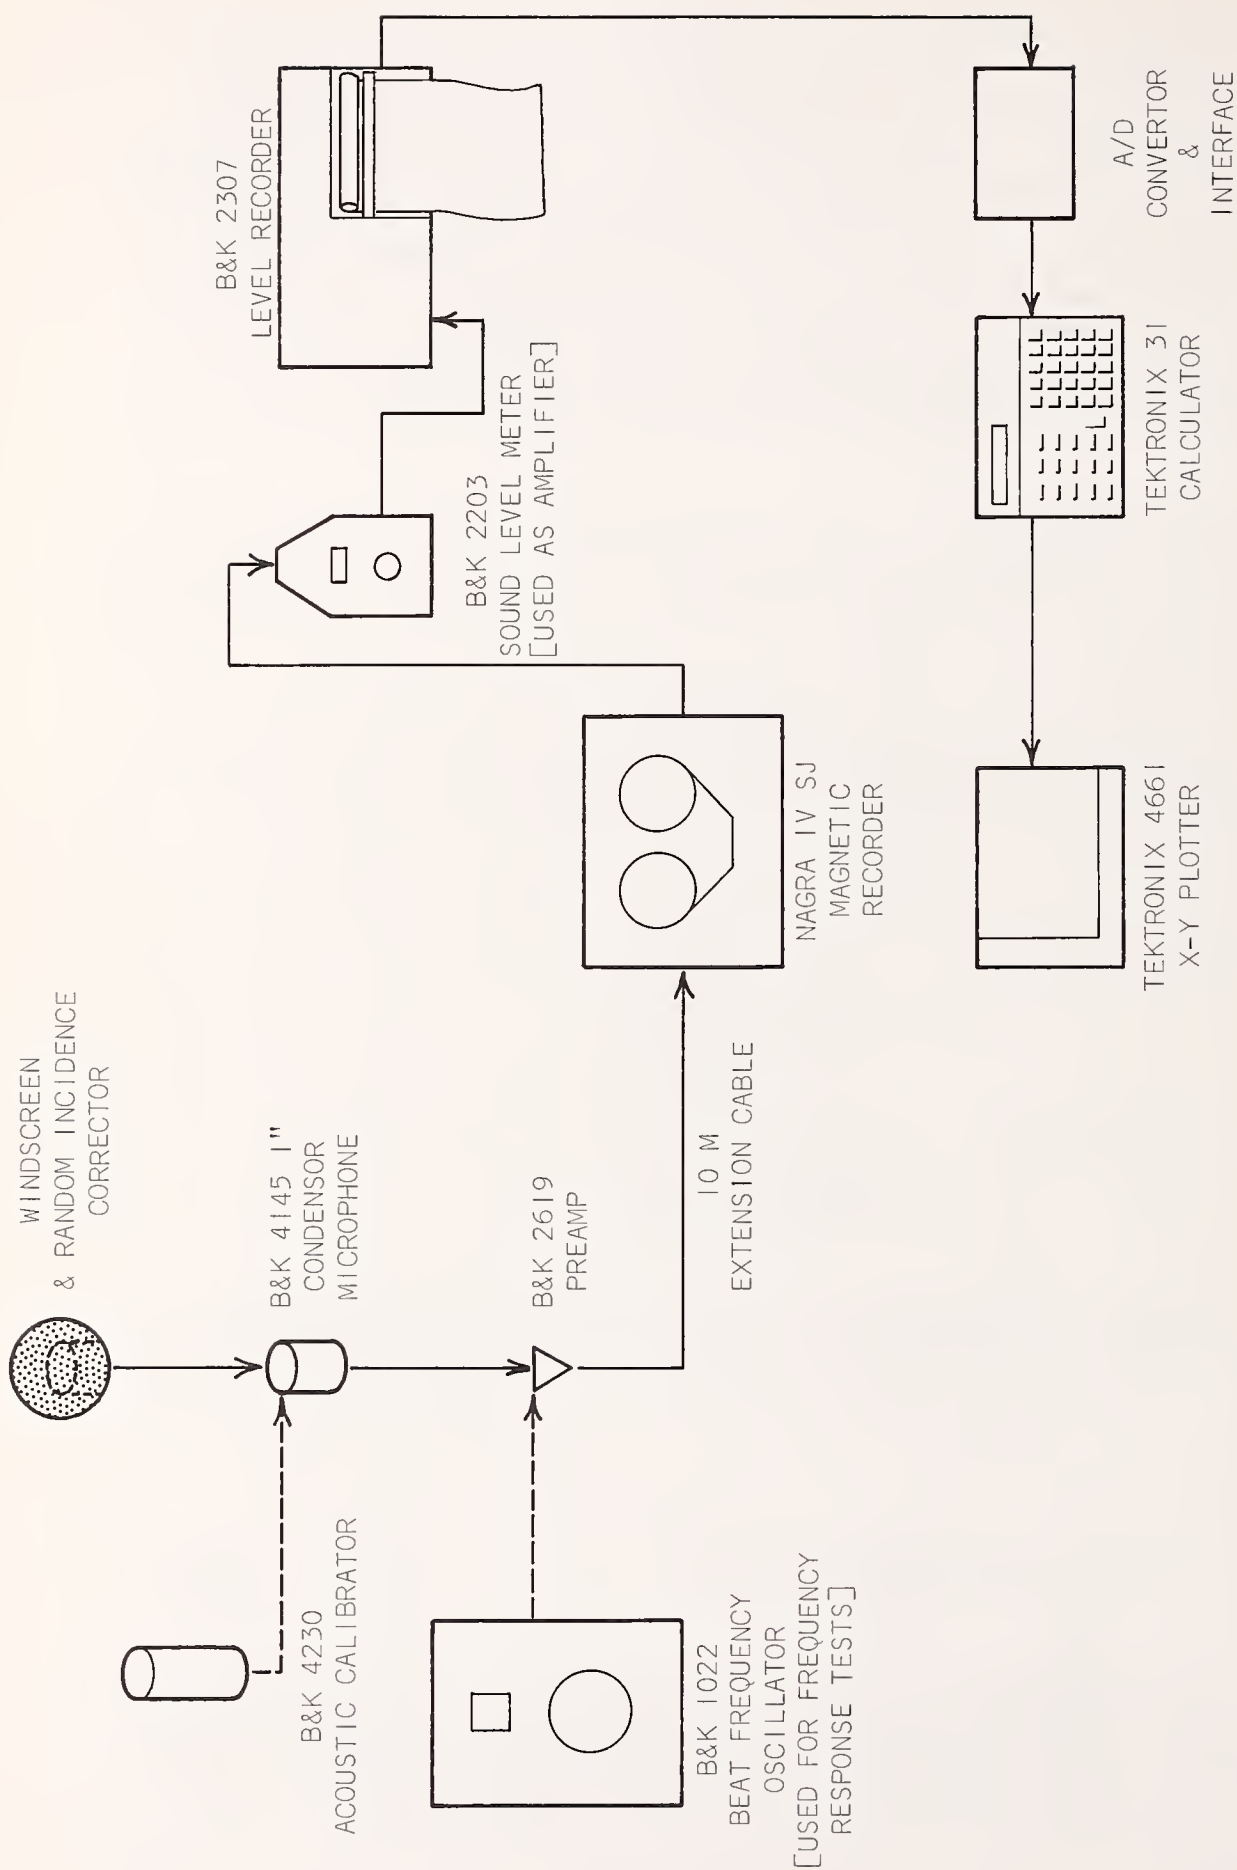 WINDSCREEN
& RANDOM INCIDENCE
CORRECTOR
B&K 4230
ACOUSTIC CALIBRATOR
B&K 4145 1"
CONDENSOR
MICROPHONE
B&K 1022
BEAT FREQUENCY
OSCILLATOR
[USED FOR FREQUENCY
RESPONSE TESTS]
B&K 2619
PREAMP
10 M
EXTENSION CABLE
NAGRA IV SJ
MAGNETIC
RECORDER
B&K 2203
SOUND LEVEL METER
[USED AS AMPLIFIER]
B&K 2307
LEVEL RECORDER
A/D
CONVERTOR
&
INTERFACE
TEKTRONIX 31
CALCULATOR
TEKTRONIX 4661
X-Y PLOTTER